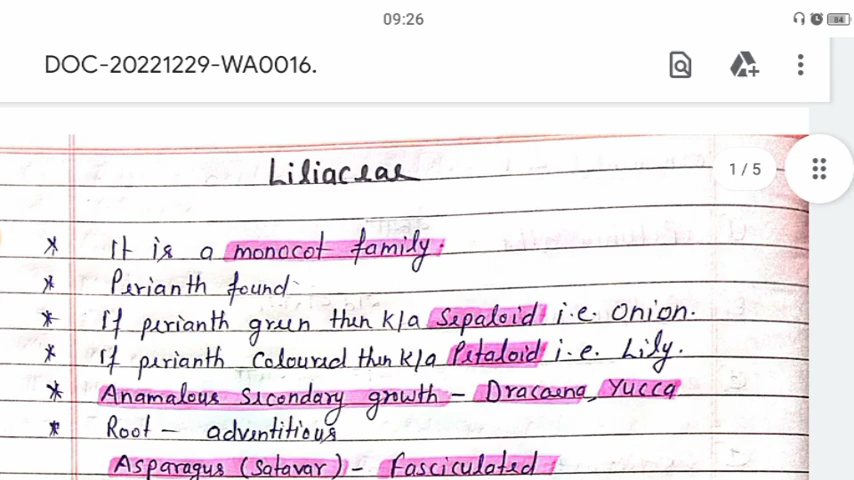 09:26
84
DOC-20221229-WA0016.
Liliaceae
1/5
* It is a monocot family.
* Perianth found
* If perianth green then k/a Sepaloid i.e. Onion.
* If perianth coloured then k/a Petaloid i.e. Lily.
* Anamalous Secondary growth - Dracaena, Yucca
* Root - adventitious
Asparagus (Satavar) - Fasciculated